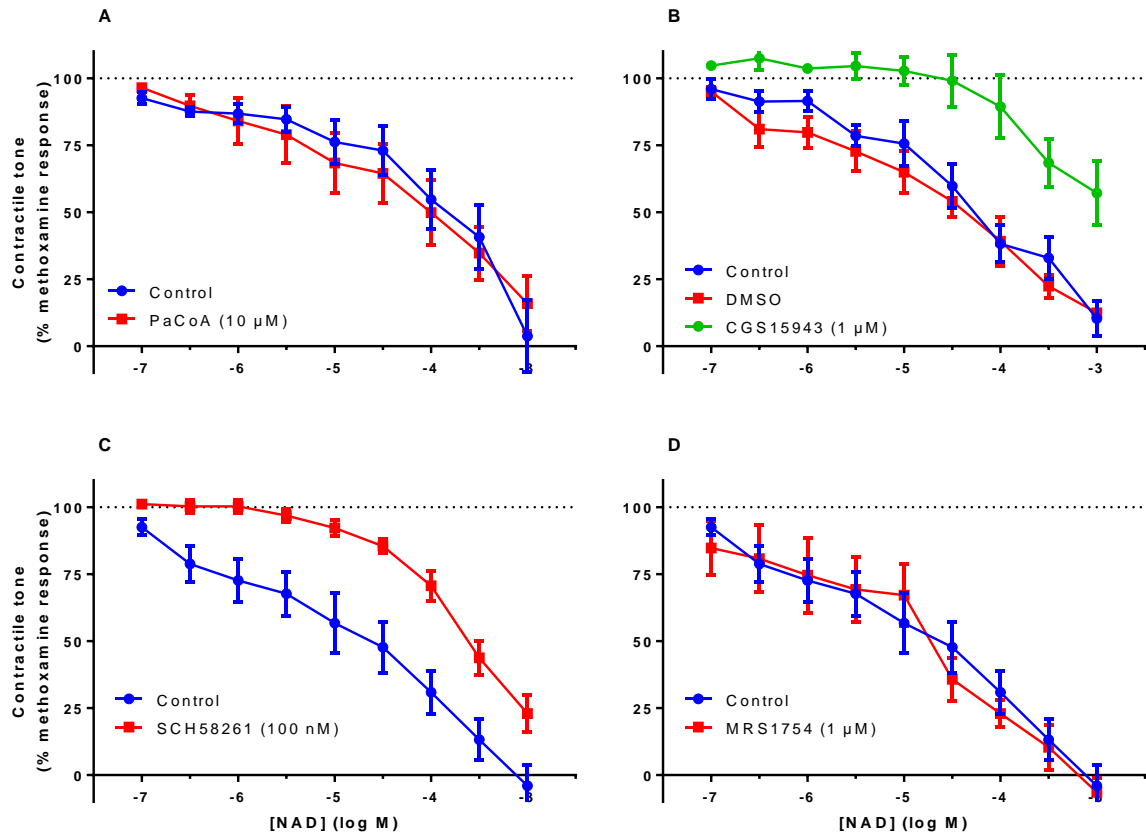 A
Contractile tone
(% methoxamine response)
100
75
50
25
0
Control
PaCoA (10 µM)
-7
-6
-5
-4
-3
B
100
75
50
25
0
Control
DMSO
CGS15943 (1 µM)
-7
-6
-5
-4
-3
C
Contractile tone
(% methoxamine response)
100
75
50
25
0
Control
SCH58261 (100 nM)
-7
-6
-5
-4
-3
[NAD] (log M)
D
100
75
50
25
0
Control
MRS1754 (1 µM)
-7
-6
-5
-4
-3
[NAD] (log M)